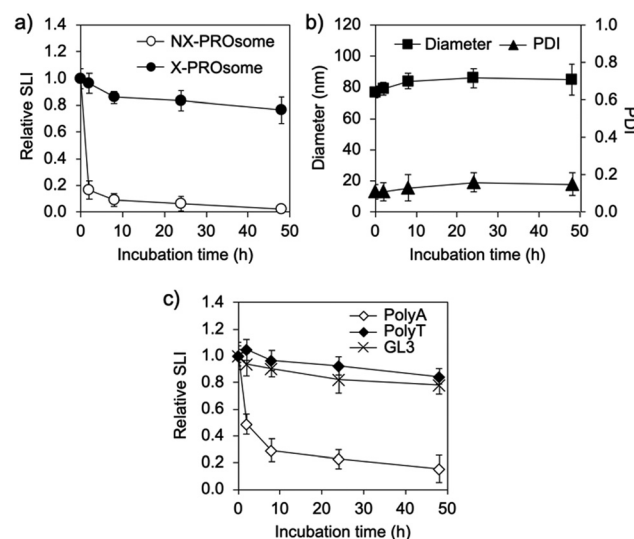 a)
1.4
1.2
1.0
0.8
0.6
0.4
0.2
0.0
Relative SLI
NX-PROsome
X-PROsome
0 10 20 30 40 50
Incubation time (h)
b)
120
100
80
60
40
20
0
Diameter (nm)
Diameter PDI
1.0
0.8
0.6
0.4
0.2
0.0
PDI
0 10 20 30 40 50
Incubation time (h)
c)
1.4
1.2
1.0
0.8
0.6
0.4
0.2
0.0
Relative SLI
PolyA
PolyT
GL3
0 10 20 30 40 50
Incubation time (h)